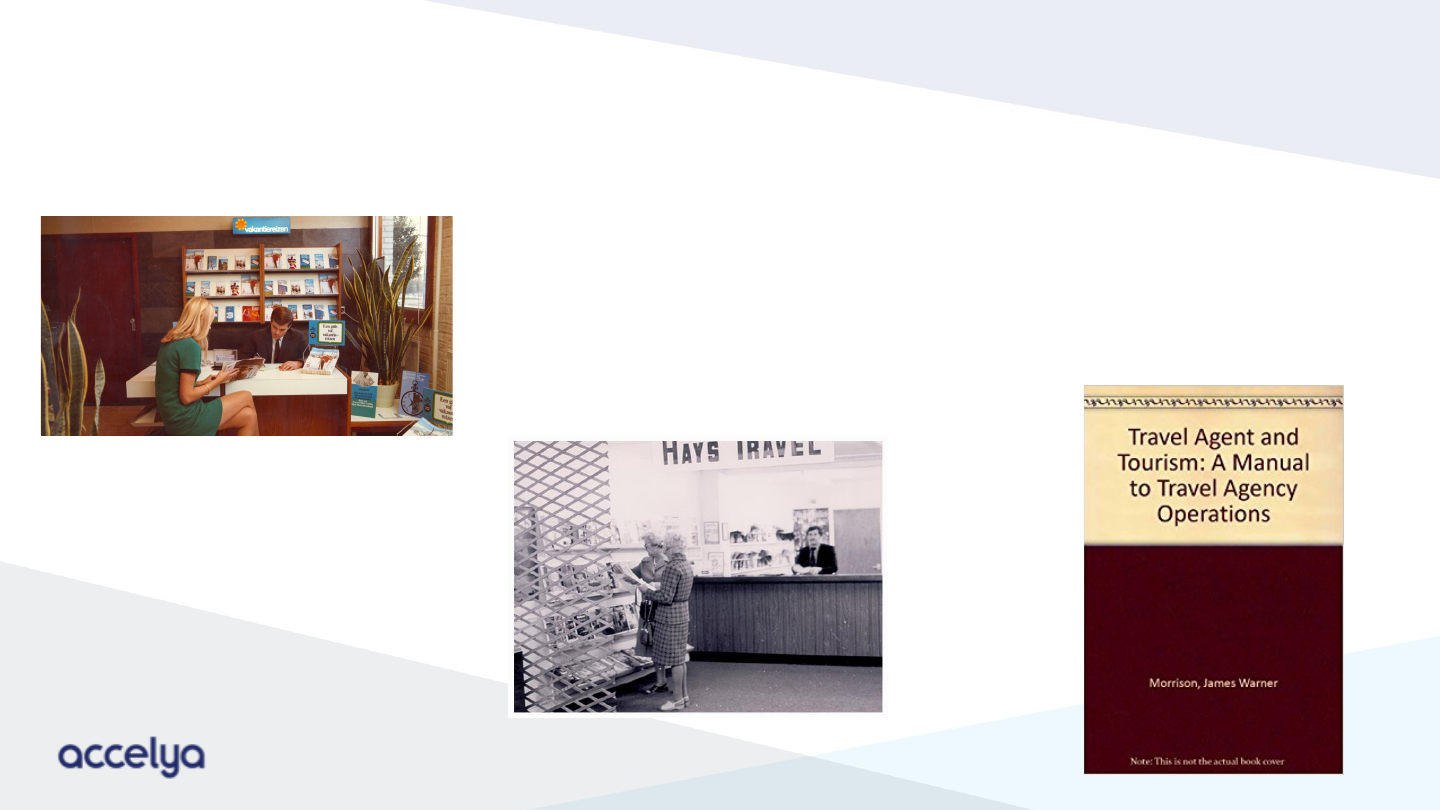 vakantiereizen
HAYS TRAVEL
Travel Agent and
Tourism: A Manual
to Travel Agency
Operations
Morrison, James Warner
Note: This is not the actual book cover
accelya